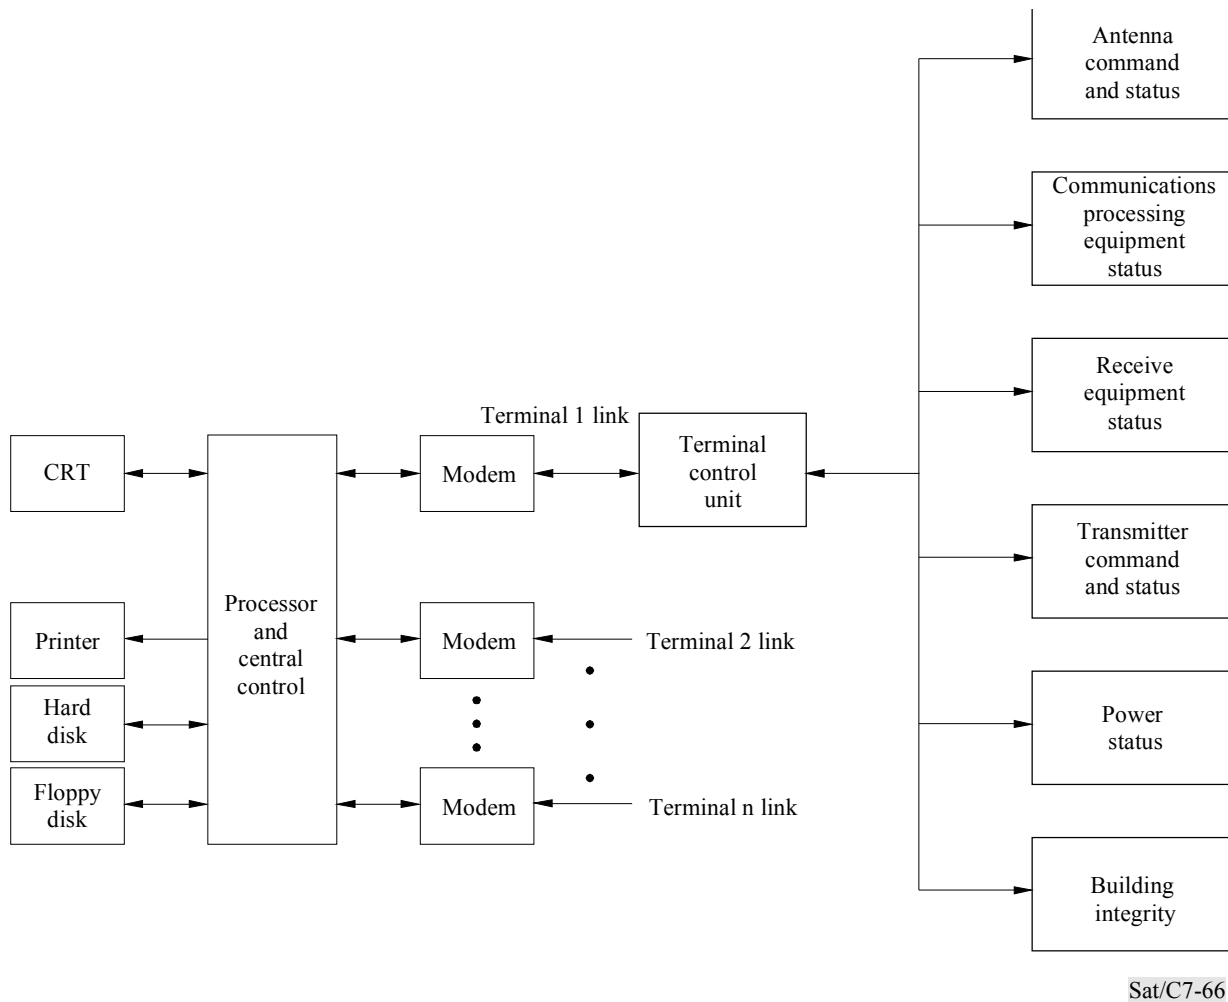 Antenna
command
and status
Communications
processing
equipment
status
Receive
equipment
status
Terminal 1 link
CRT
Modem
Terminal
control
unit
Transmitter
command
and status
Processor
and
central
control
Printer
Modem
Terminal 2 link
Hard
disk
Power
status
Floppy
disk
Modem
Terminal n link
Building
integrity
Sat/C7-66